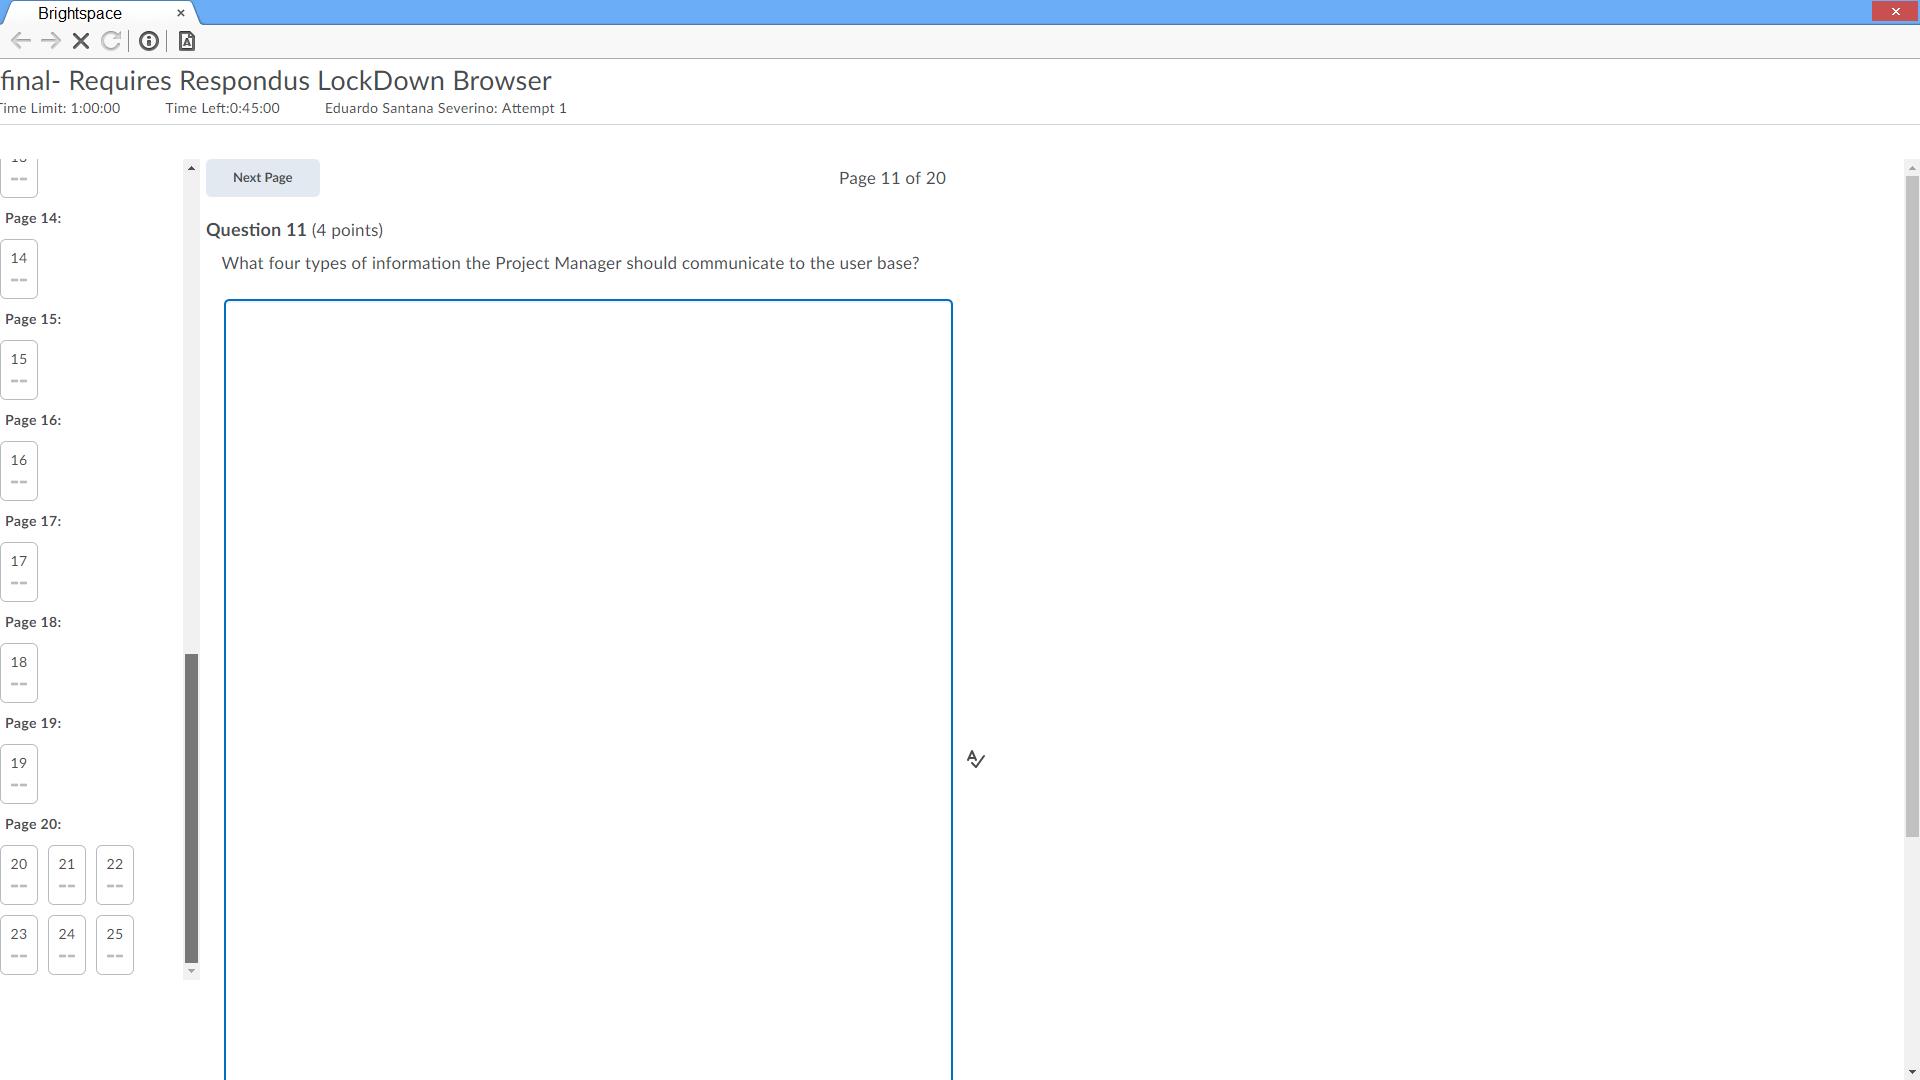 Brightspace
final- Requires Respondus LockDown Browser
Time Limit: 1:00:00 Time Left:0:45:00 Eduardo Santana Severino: Attempt 1
--
Next Page
Page 11 of 20
Page 14:
14
--
Page 15:
15
--
Page 16:
16
--
Page 17:
17
--
Page 18:
18
--
Page 19:
19
--
Page 20:
20 21 22
-- -- --
23 24 25
-- -- --
Question 11 (4 points)
What four types of information the Project Manager should communicate to the user base?